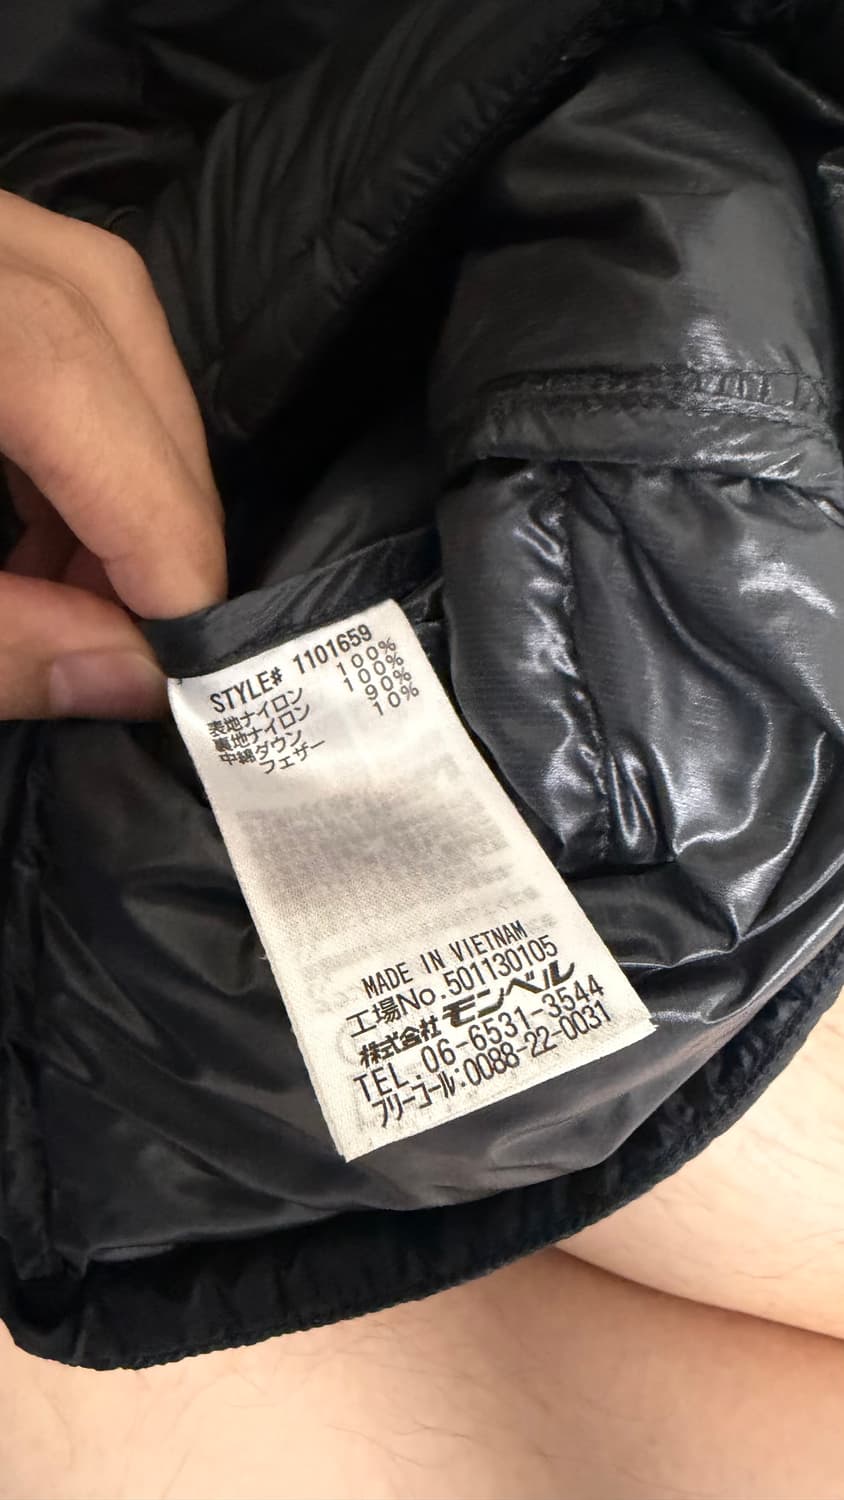 STYLE# 1101659
表地ナイロン 100%
裏地ナイロン 100%
中綿ダウン 90%
フェザー 10%
MADE IN VIETNAM
工場No.501130105
株式会社 モンベル
TEL.06-6531-3544
フリーコール:0088-22-0031